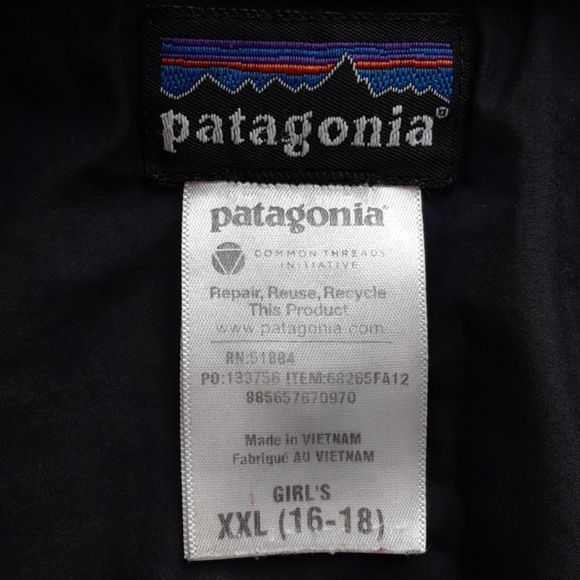 patagonia®
patagonia®
COMMON THREADS
INITIATIVE
Repair, Reuse, Recycle
This Product
www.patagonia.com
RN:51884
PO:133756 ITEM:68265FA12
885657670970
Made in VIETNAM
Fabriqué AU VIETNAM
GIRL'S
XXL (16-18)